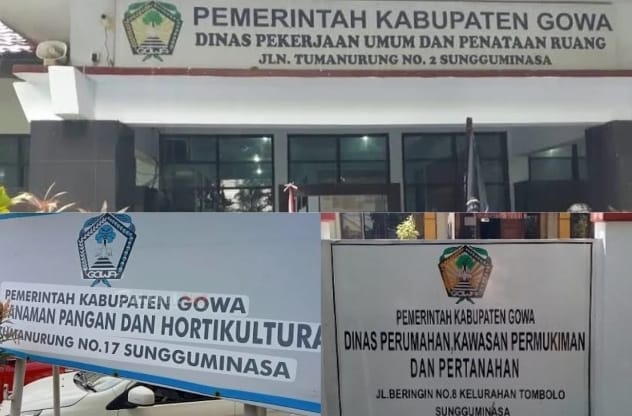 PEMERINTAH KABUPATEN GOWA
DINAS PEKERJAAN UMUM DAN PENATAAN RUANG
JLN. TUMANURUNG NO. 2 SUNGGUMINASA
GOWA
PEMERINTAH KABUPATEN GOWA
ANAMAN PANGAN DAN HORTIKULTURA
NO.17 SUNGGUMINASA
PEMERINTAH KABUPATEN GOWA
DINAS PERUMAHAN,KAWASAN PERMUKIMAN
DAN PERTANAHAN
JL.BERINGIN NO.8 KELURAHAN TOMBOLO
SUNGGUMINASA